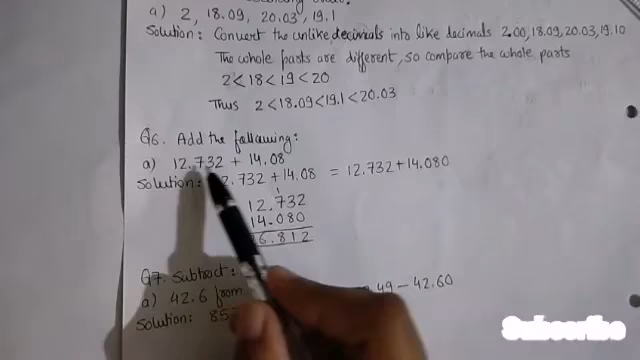 a) 2, 18.09, 20.03, 19.1
Solution: Convert the unlike decimals into like decimals 2.00, 18.09, 20.03, 19.10
The whole parts are different, so compare the whole parts
2 < 18 < 19 < 20
Thus 2 < 18.09 < 19.1 < 20.03
Q6. Add the following:
a) 12.732 + 14.08
Solution: 2.732 + 14.08 = 12.732 + 14.080
1
12.732
14.080
6.812
Q7. Subtract:
a) 42.6 from
49 - 42.60
Solution: 85
Subscribe